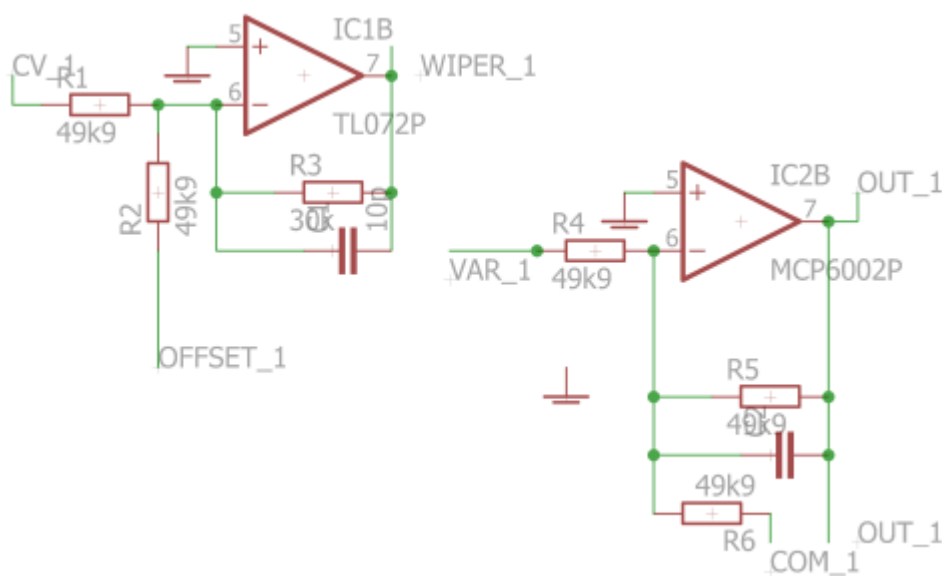 IC1B
5
+
7
WIPER_1
CV_1
R1
6
−
49k9
TL072P
R3
R2
49k9
30k
10n
IC2B
OUT_1
5
+
7
R4
6
−
VAR_1
49k9
MCP6002P
OFFSET_1
R5
49k9
49k9
R6
OUT_1
COM_1